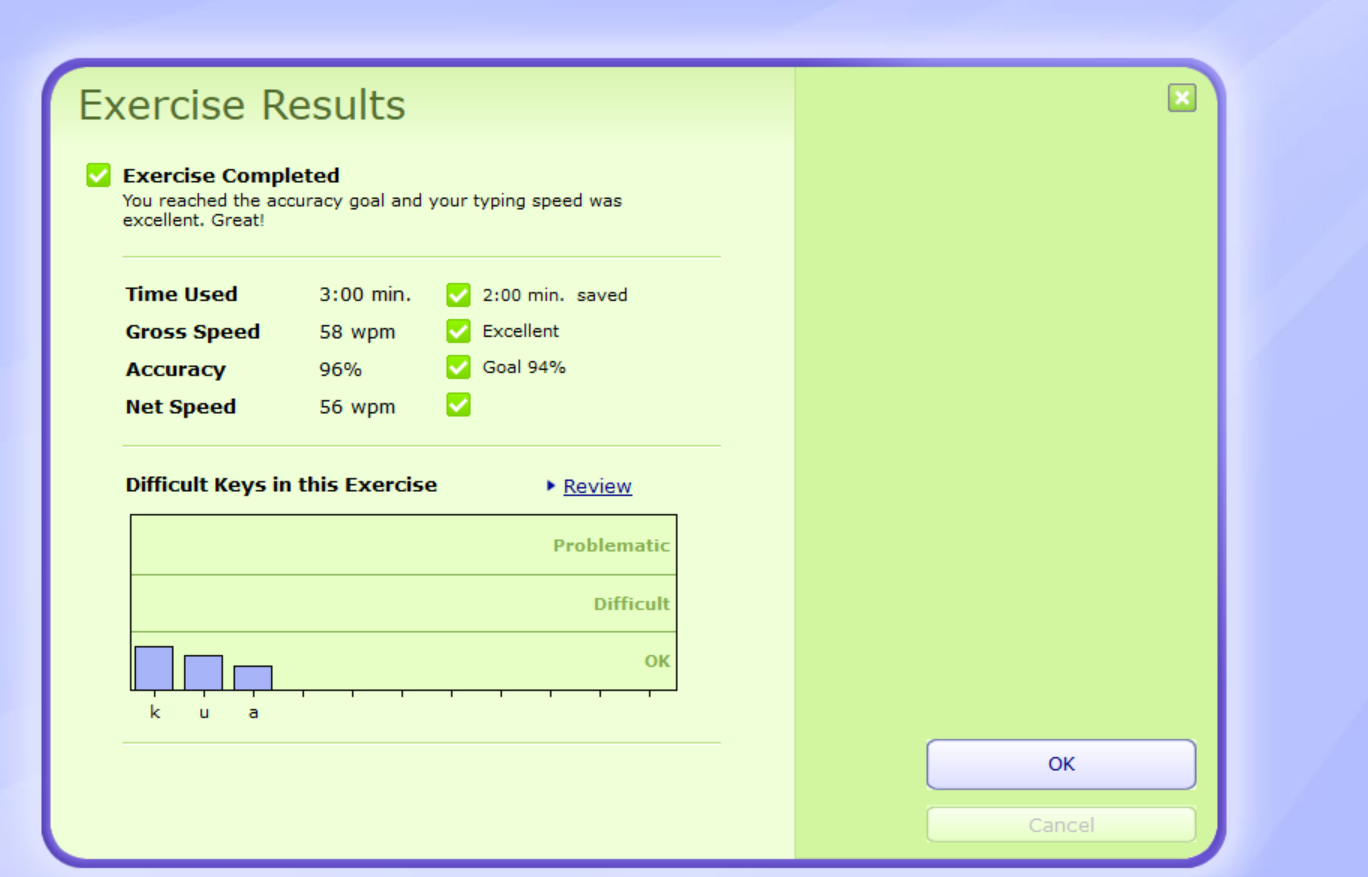 Exercise Results
Exercise Completed
You reached the accuracy goal and your typing speed was
excellent. Great!
Time Used 3:00 min. 2:00 min. saved
Gross Speed 58 wpm Excellent
Accuracy 96% Goal 94%
Net Speed 56 wpm
Difficult Keys in this Exercise Review
Problematic
Difficult
OK
k u a
OK
Cancel